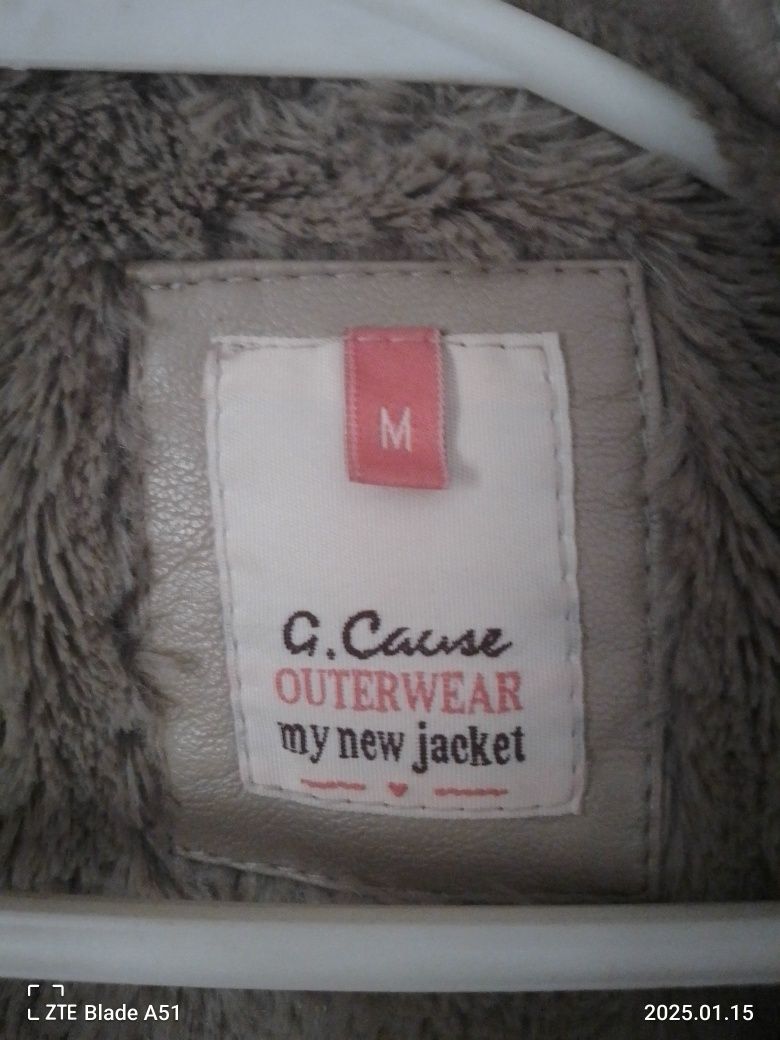 M
G.Cause
OUTERWEAR
my new jacket
ZTE Blade A51
2025.01.15